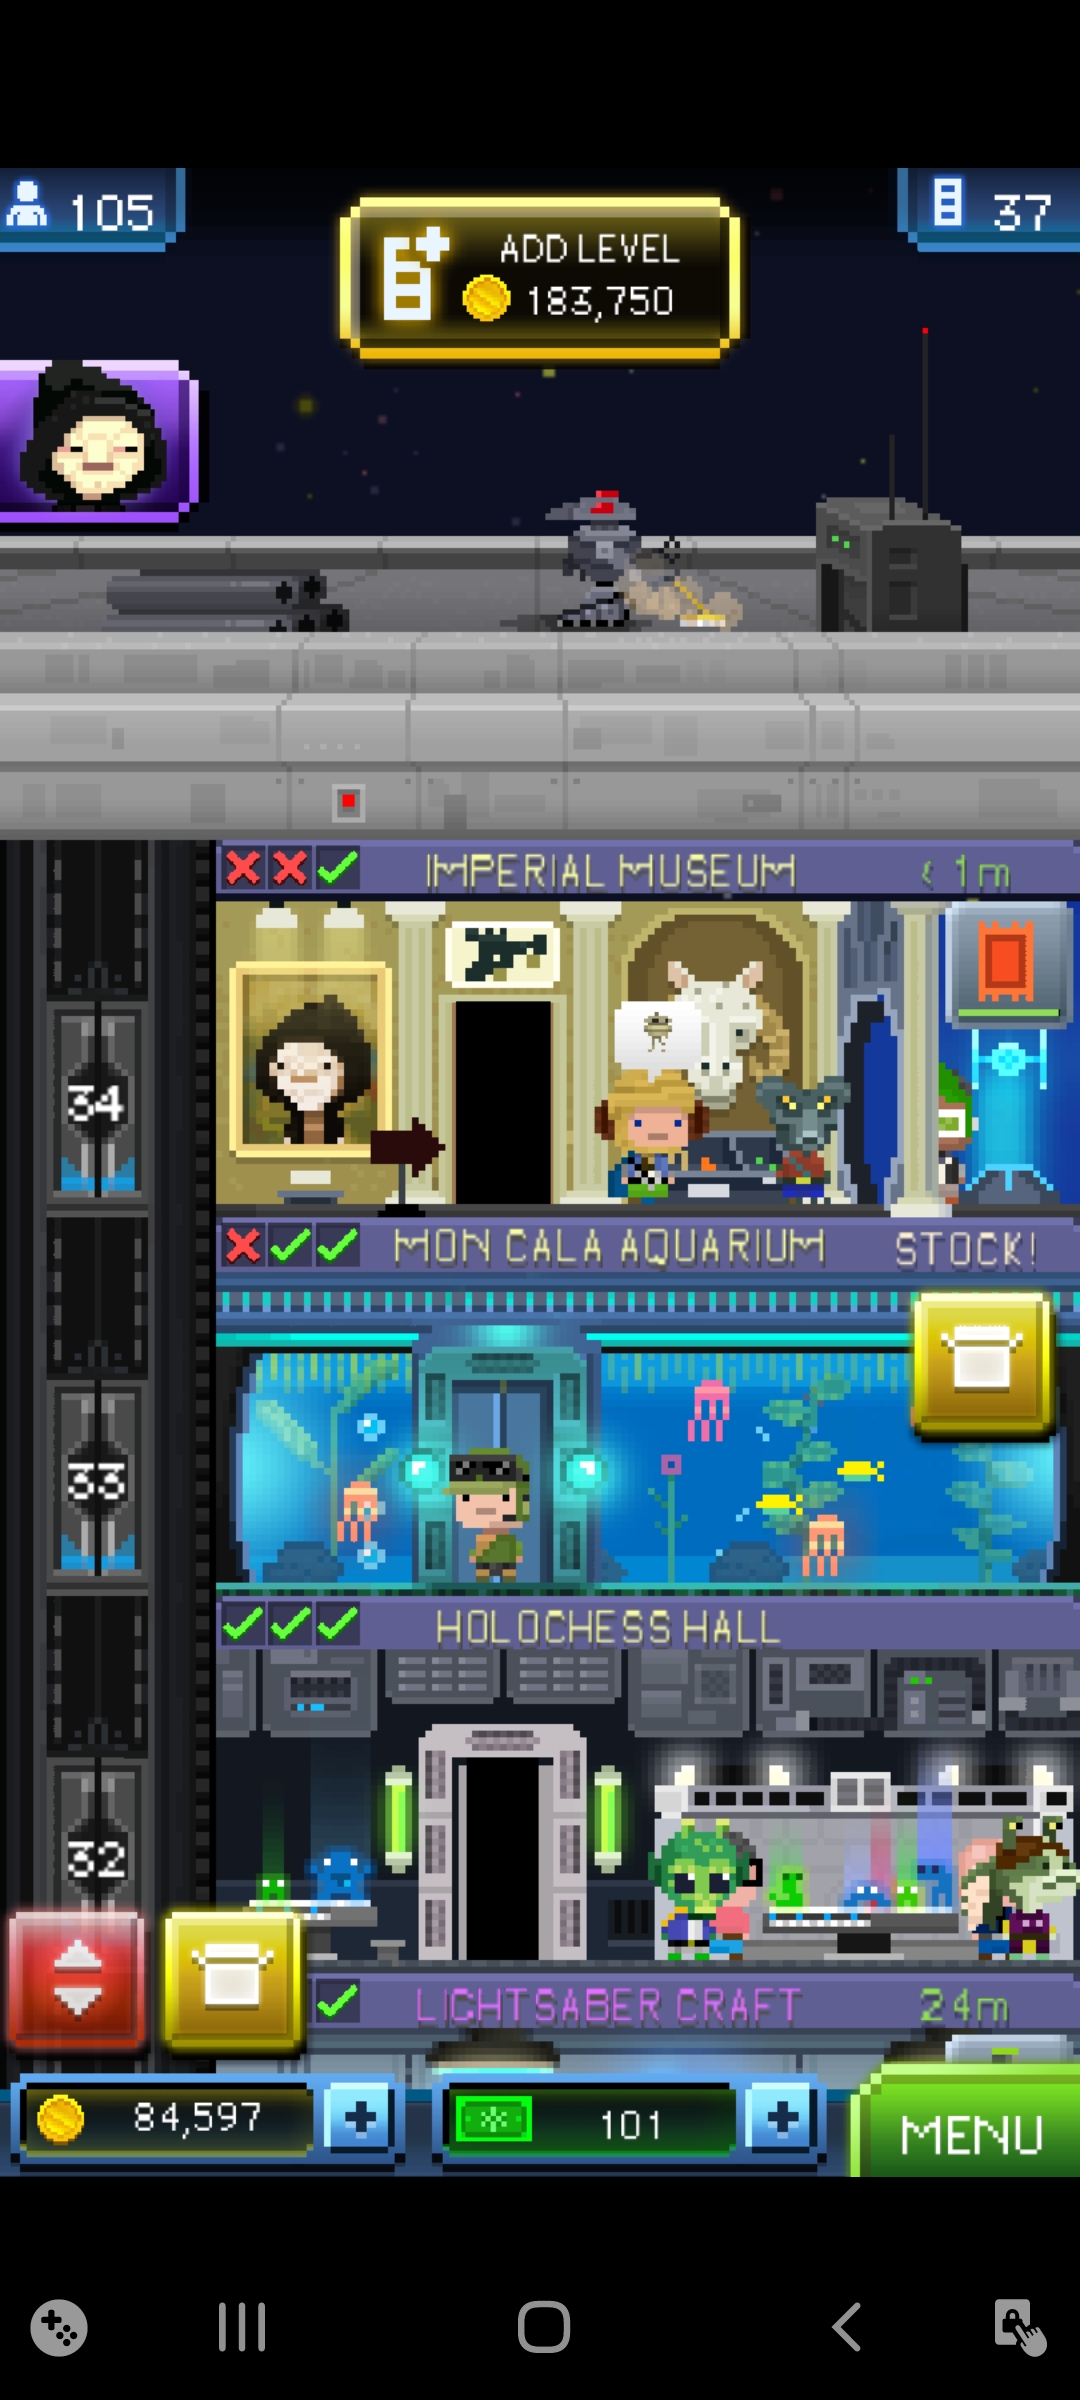 105
37
ADD LEVEL
183,750
IMPERIAL MUSEUM
< 1m
34
MON CALA AQUARIUM
STOCK!
33
HOLOCHESS HALL
32
LIGHTSABER CRAFT
24m
84,597
101
MENU